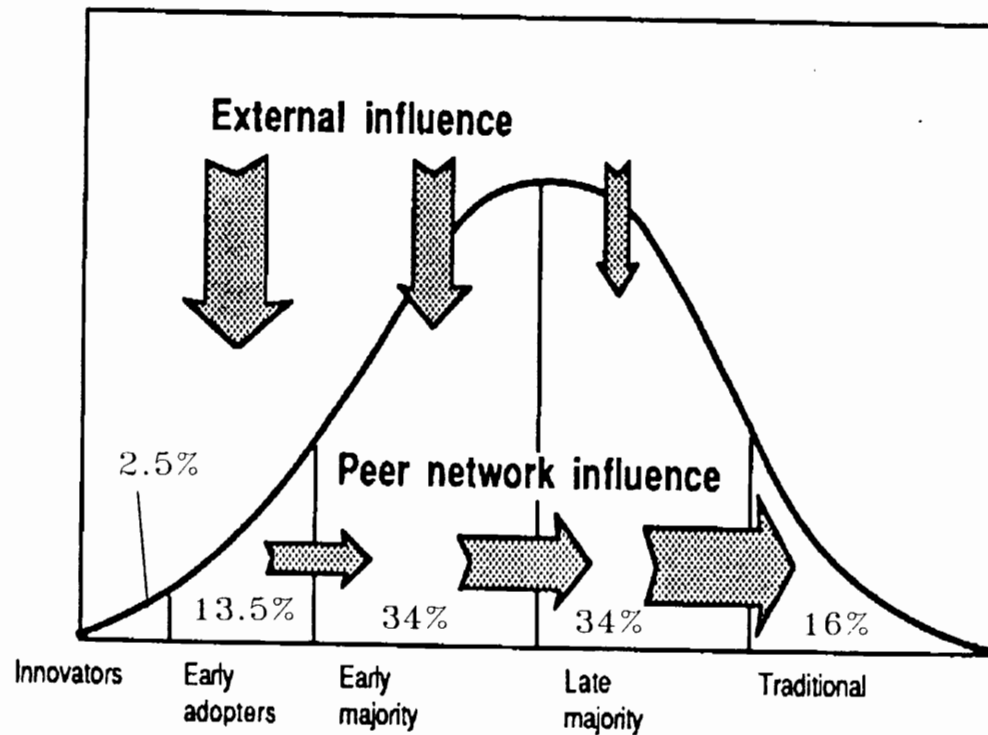 External influence
2.5%
Peer network influence
13.5%
34%
34%
16%
Innovators
Early
adopters
Early
majority
Late
majority
Traditional